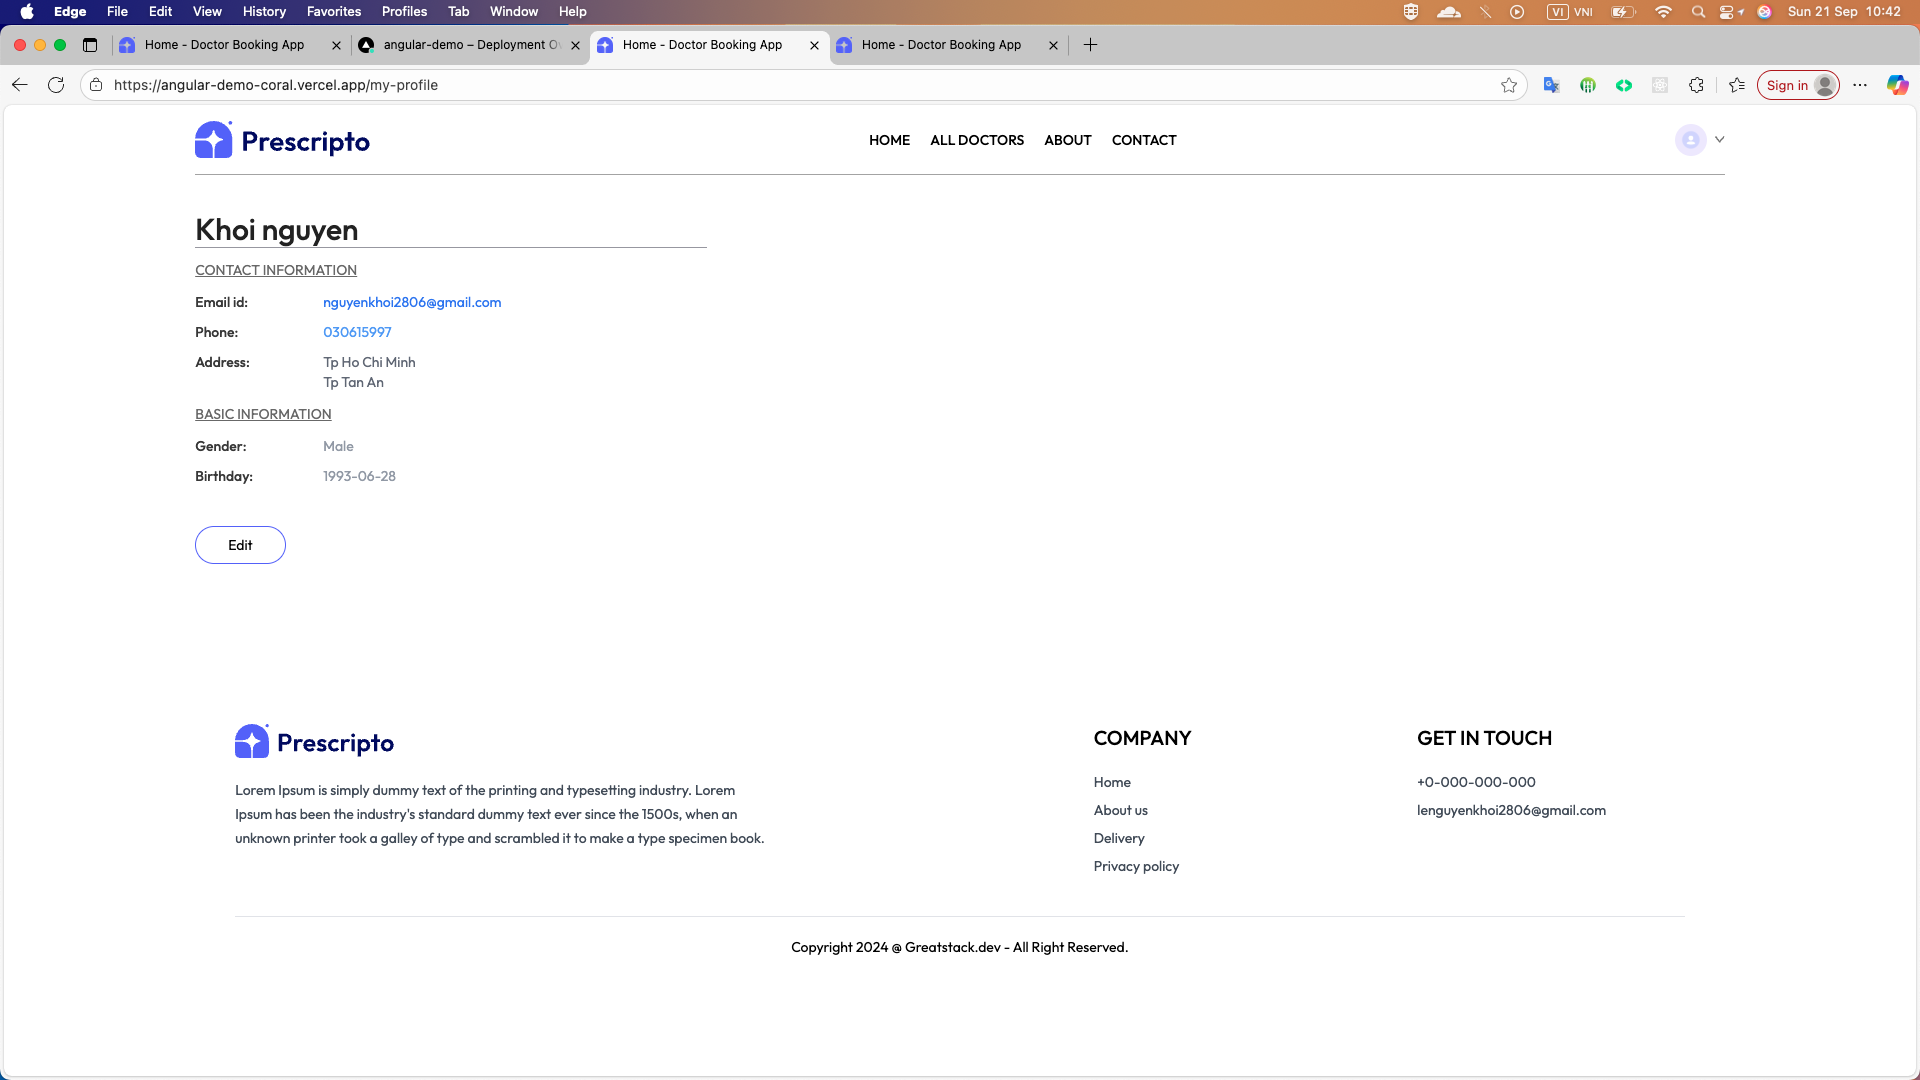 Edge File Edit View History Favorites Profiles Tab Window Help VI VNI Sun 21 Sep 10:42
Home - Doctor Booking App angular-demo – Deployment Home - Doctor Booking App Home - Doctor Booking App
https://angular-demo-coral.vercel.app/my-profile Sign in
Prescripto HOME ALL DOCTORS ABOUT CONTACT
Khoi nguyen
CONTACT INFORMATION
Email id: nguyenkhoi2806@gmail.com
Phone: 030615997
Address: Tp Ho Chi Minh
Tp Tan An
BASIC INFORMATION
Gender: Male
Birthday: 1993-06-28
Edit
Prescripto
Lorem Ipsum is simply dummy text of the printing and typesetting industry. Lorem
Ipsum has been the industry's standard dummy text ever since the 1500s, when an
unknown printer took a galley of type and scrambled it to make a type specimen book.
COMPANY
Home
About us
Delivery
Privacy policy
GET IN TOUCH
+0-000-000-000
lenguyenkhoi2806@gmail.com
Copyright 2024 @ Greatstack.dev - All Right Reserved.